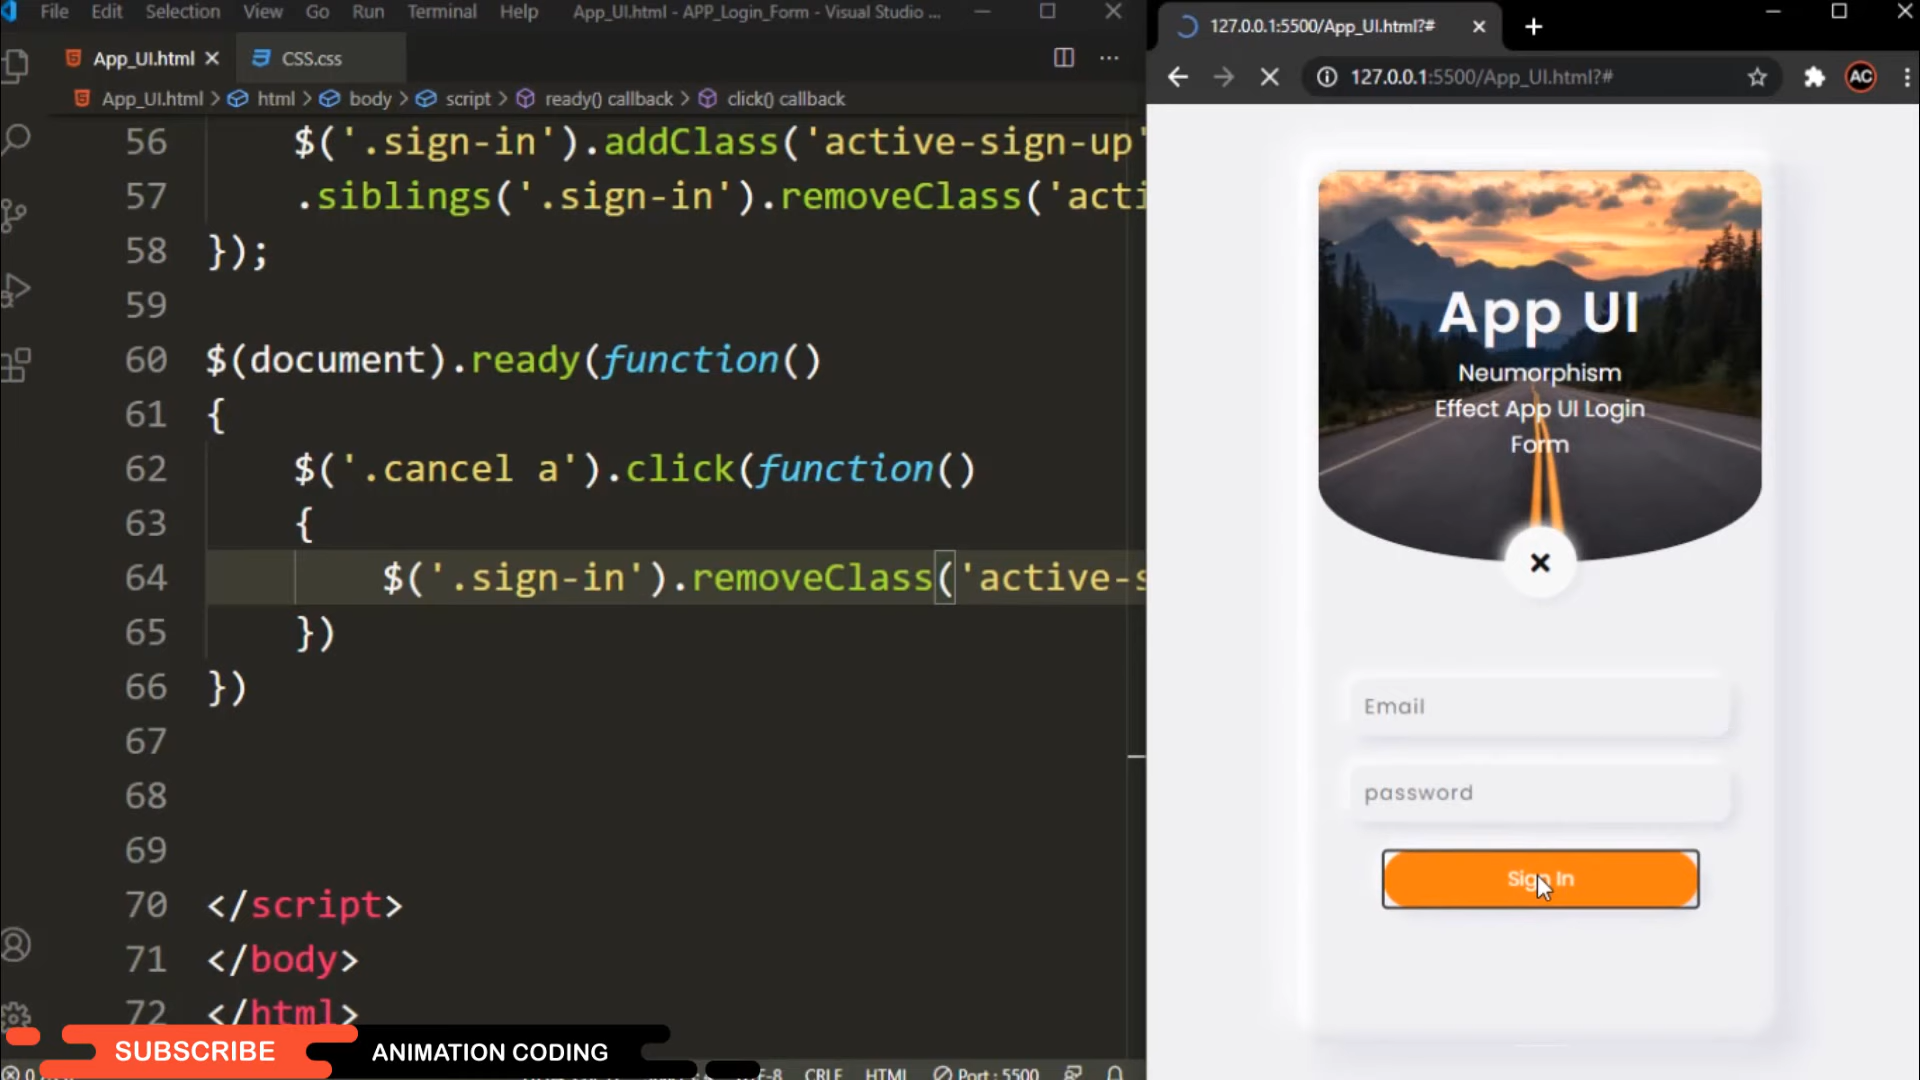 File Edit Selection View Go Run Terminal Help App_UI.html - APP_Login_Form - Visual Studio ...
App_UI.html CSS.css
App_UI.html > html > body > script > ready() callback > click() callback
56 $('.sign-in').addClass('active-sign-up'
57 .siblings('.sign-in').removeClass('acti
58 });
59
60 $(document).ready(function()
61 {
62 $('.cancel a').click(function()
63 {
64 $('.sign-in').removeClass('active-s
65 })
66 })
67
68
69
70 </script>
71 </body>
72 </html>
SUBSCRIBE
ANIMATION CODING
CRLF HTML Port : 5500
127.0.0.1:5500/App_UI.html?#
127.0.0.1:5500/App_UI.html?#
AC
App UI
Neumorphism
Effect App UI Login
Form
Email
password
Sign In